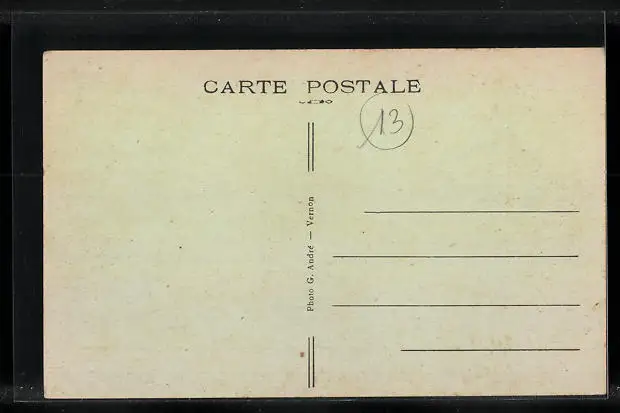 CARTE POSTALE
13
Photo G. André — Vernon